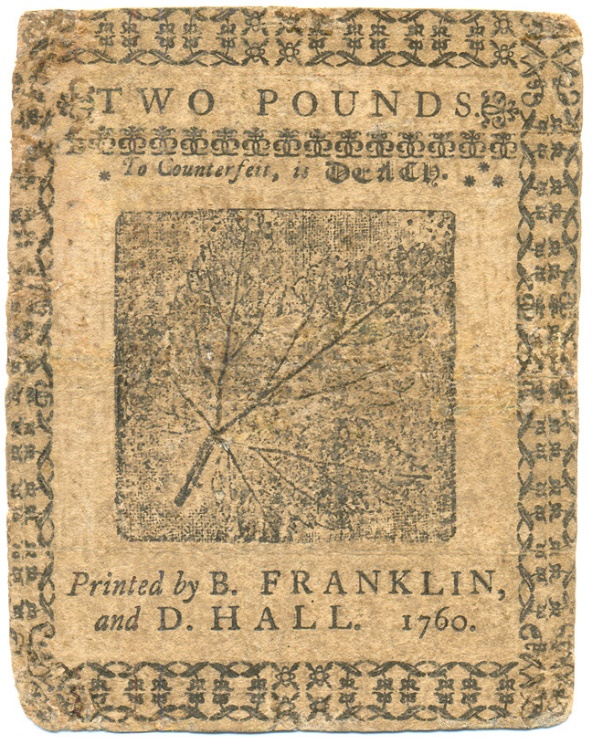 TWO POUNDS.
To Counterfeit, is DEATH.
Printed by B. FRANKLIN,
and D. HALL. 1760.